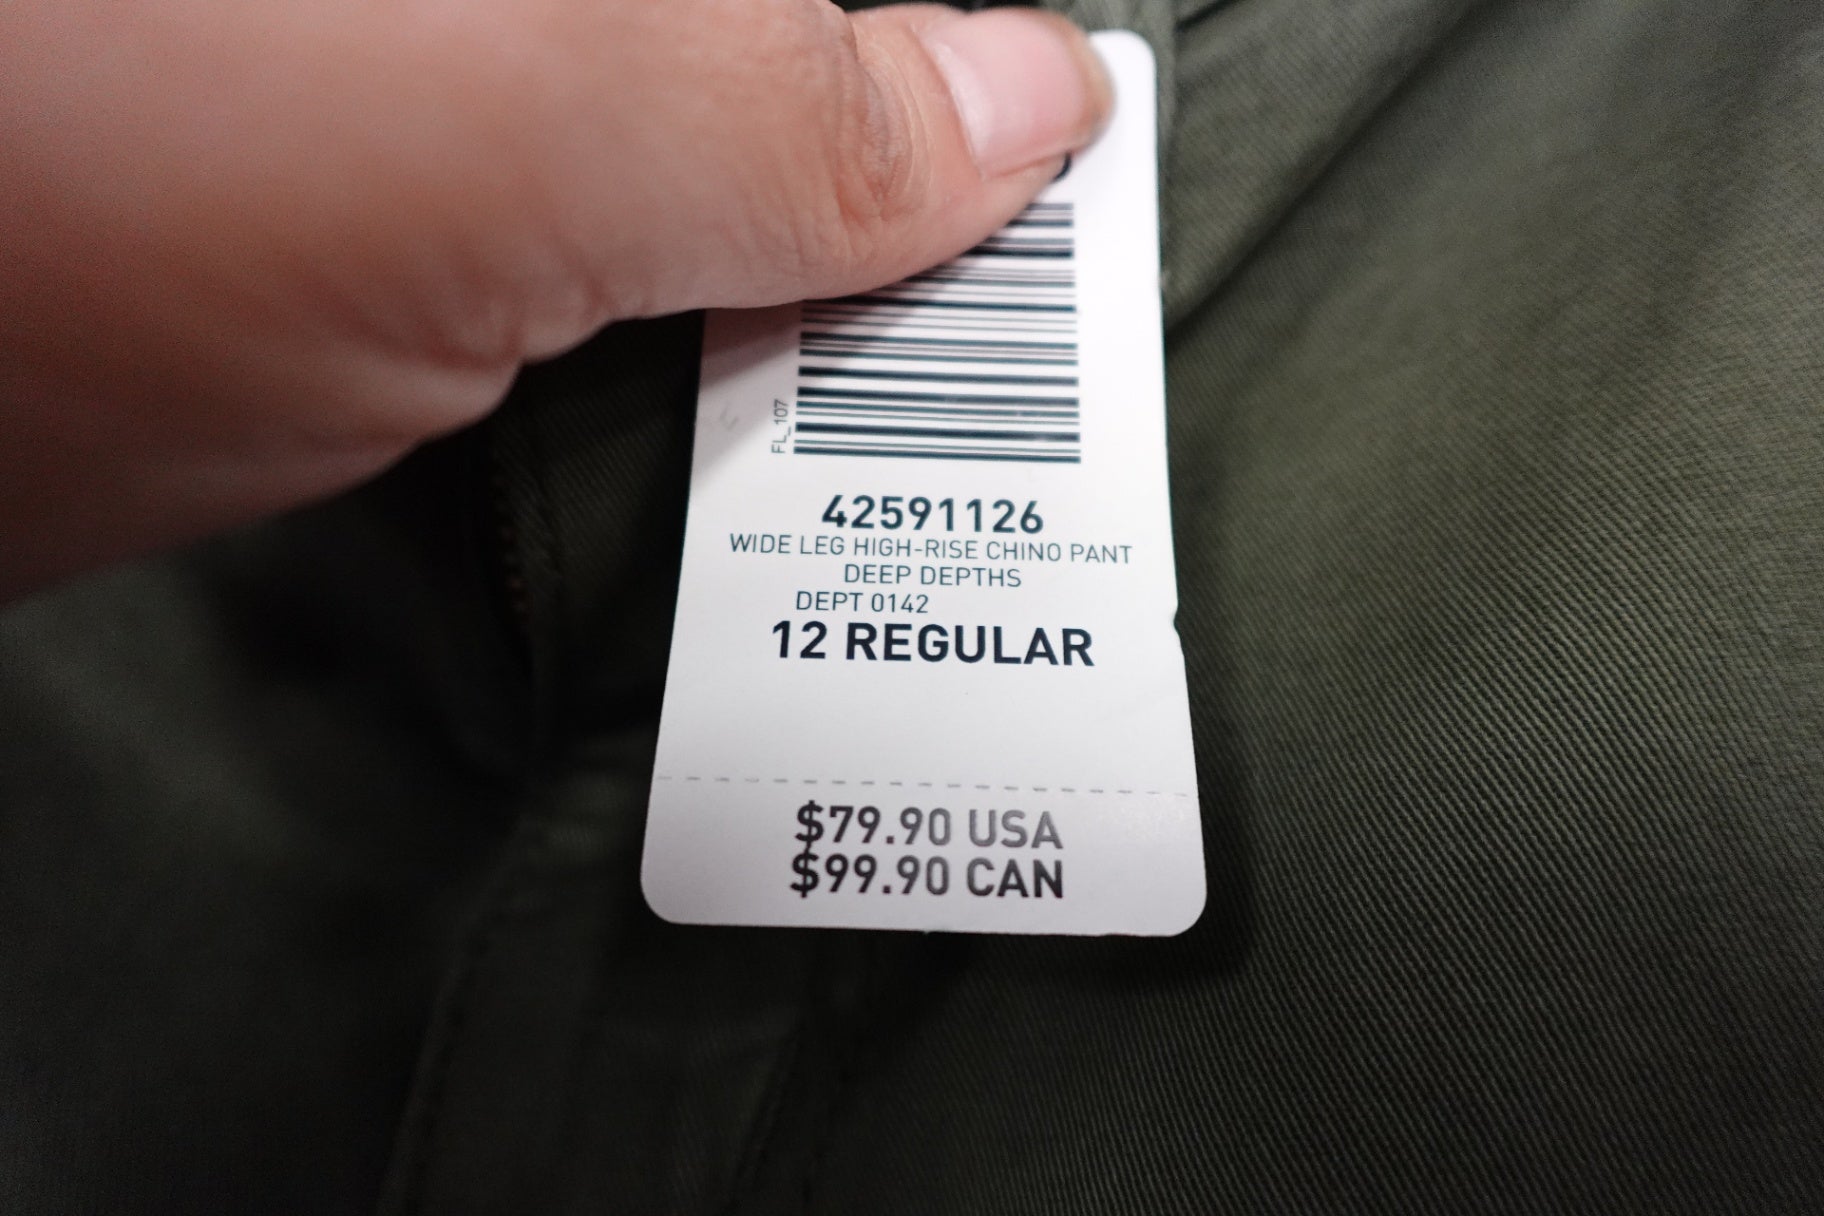 FL_107
42591126
WIDE LEG HIGH-RISE CHINO PANT
DEEP DEPTHS
DEPT 0142
12 REGULAR
$79.90 USA
$99.90 CAN